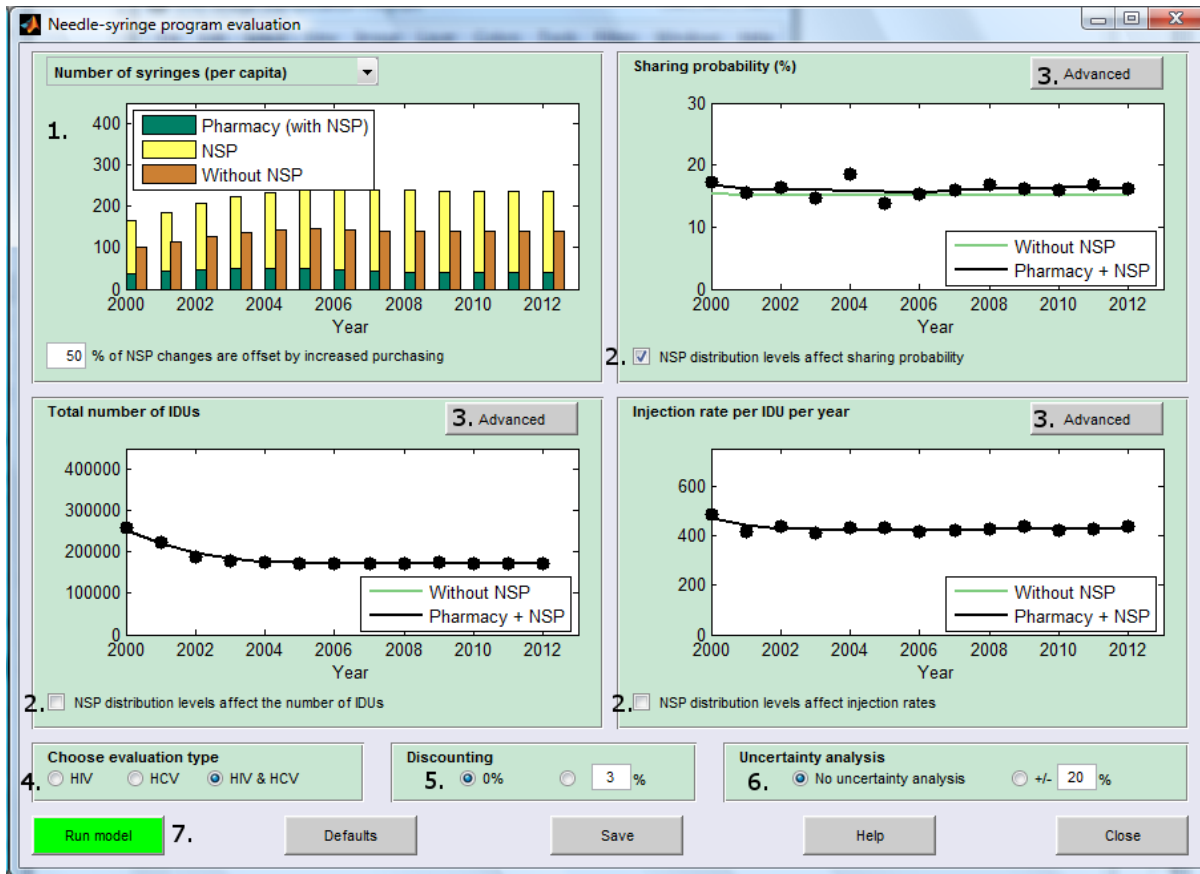 Needle-syringe program evaluation
Number of syringes (per capita)
1.
400
300
200
100
0
Pharmacy (with NSP)
NSP
Without NSP
2000 2002 2004 2006 2008 2010 2012
Year
50 % of NSP changes are offset by increased purchasing
Sharing probability (%)
3. Advanced
30
20
10
0
Without NSP
Pharmacy + NSP
2000 2002 2004 2006 2008 2010 2012
Year
2. NSP distribution levels affect sharing probability
Total number of IDUs
3. Advanced
400000
300000
200000
100000
0
Without NSP
Pharmacy + NSP
2000 2002 2004 2006 2008 2010 2012
Year
2. NSP distribution levels affect the number of IDUs
Injection rate per IDU per year
3. Advanced
600
400
200
0
Without NSP
Pharmacy + NSP
2000 2002 2004 2006 2008 2010 2012
Year
2. NSP distribution levels affect injection rates
Choose evaluation type
4. HIV HCV HIV & HCV
Discounting
5. 0% 3 %
Uncertainty analysis
6. No uncertainty analysis +/- 20 %
Run model 7. Defaults Save Help Close